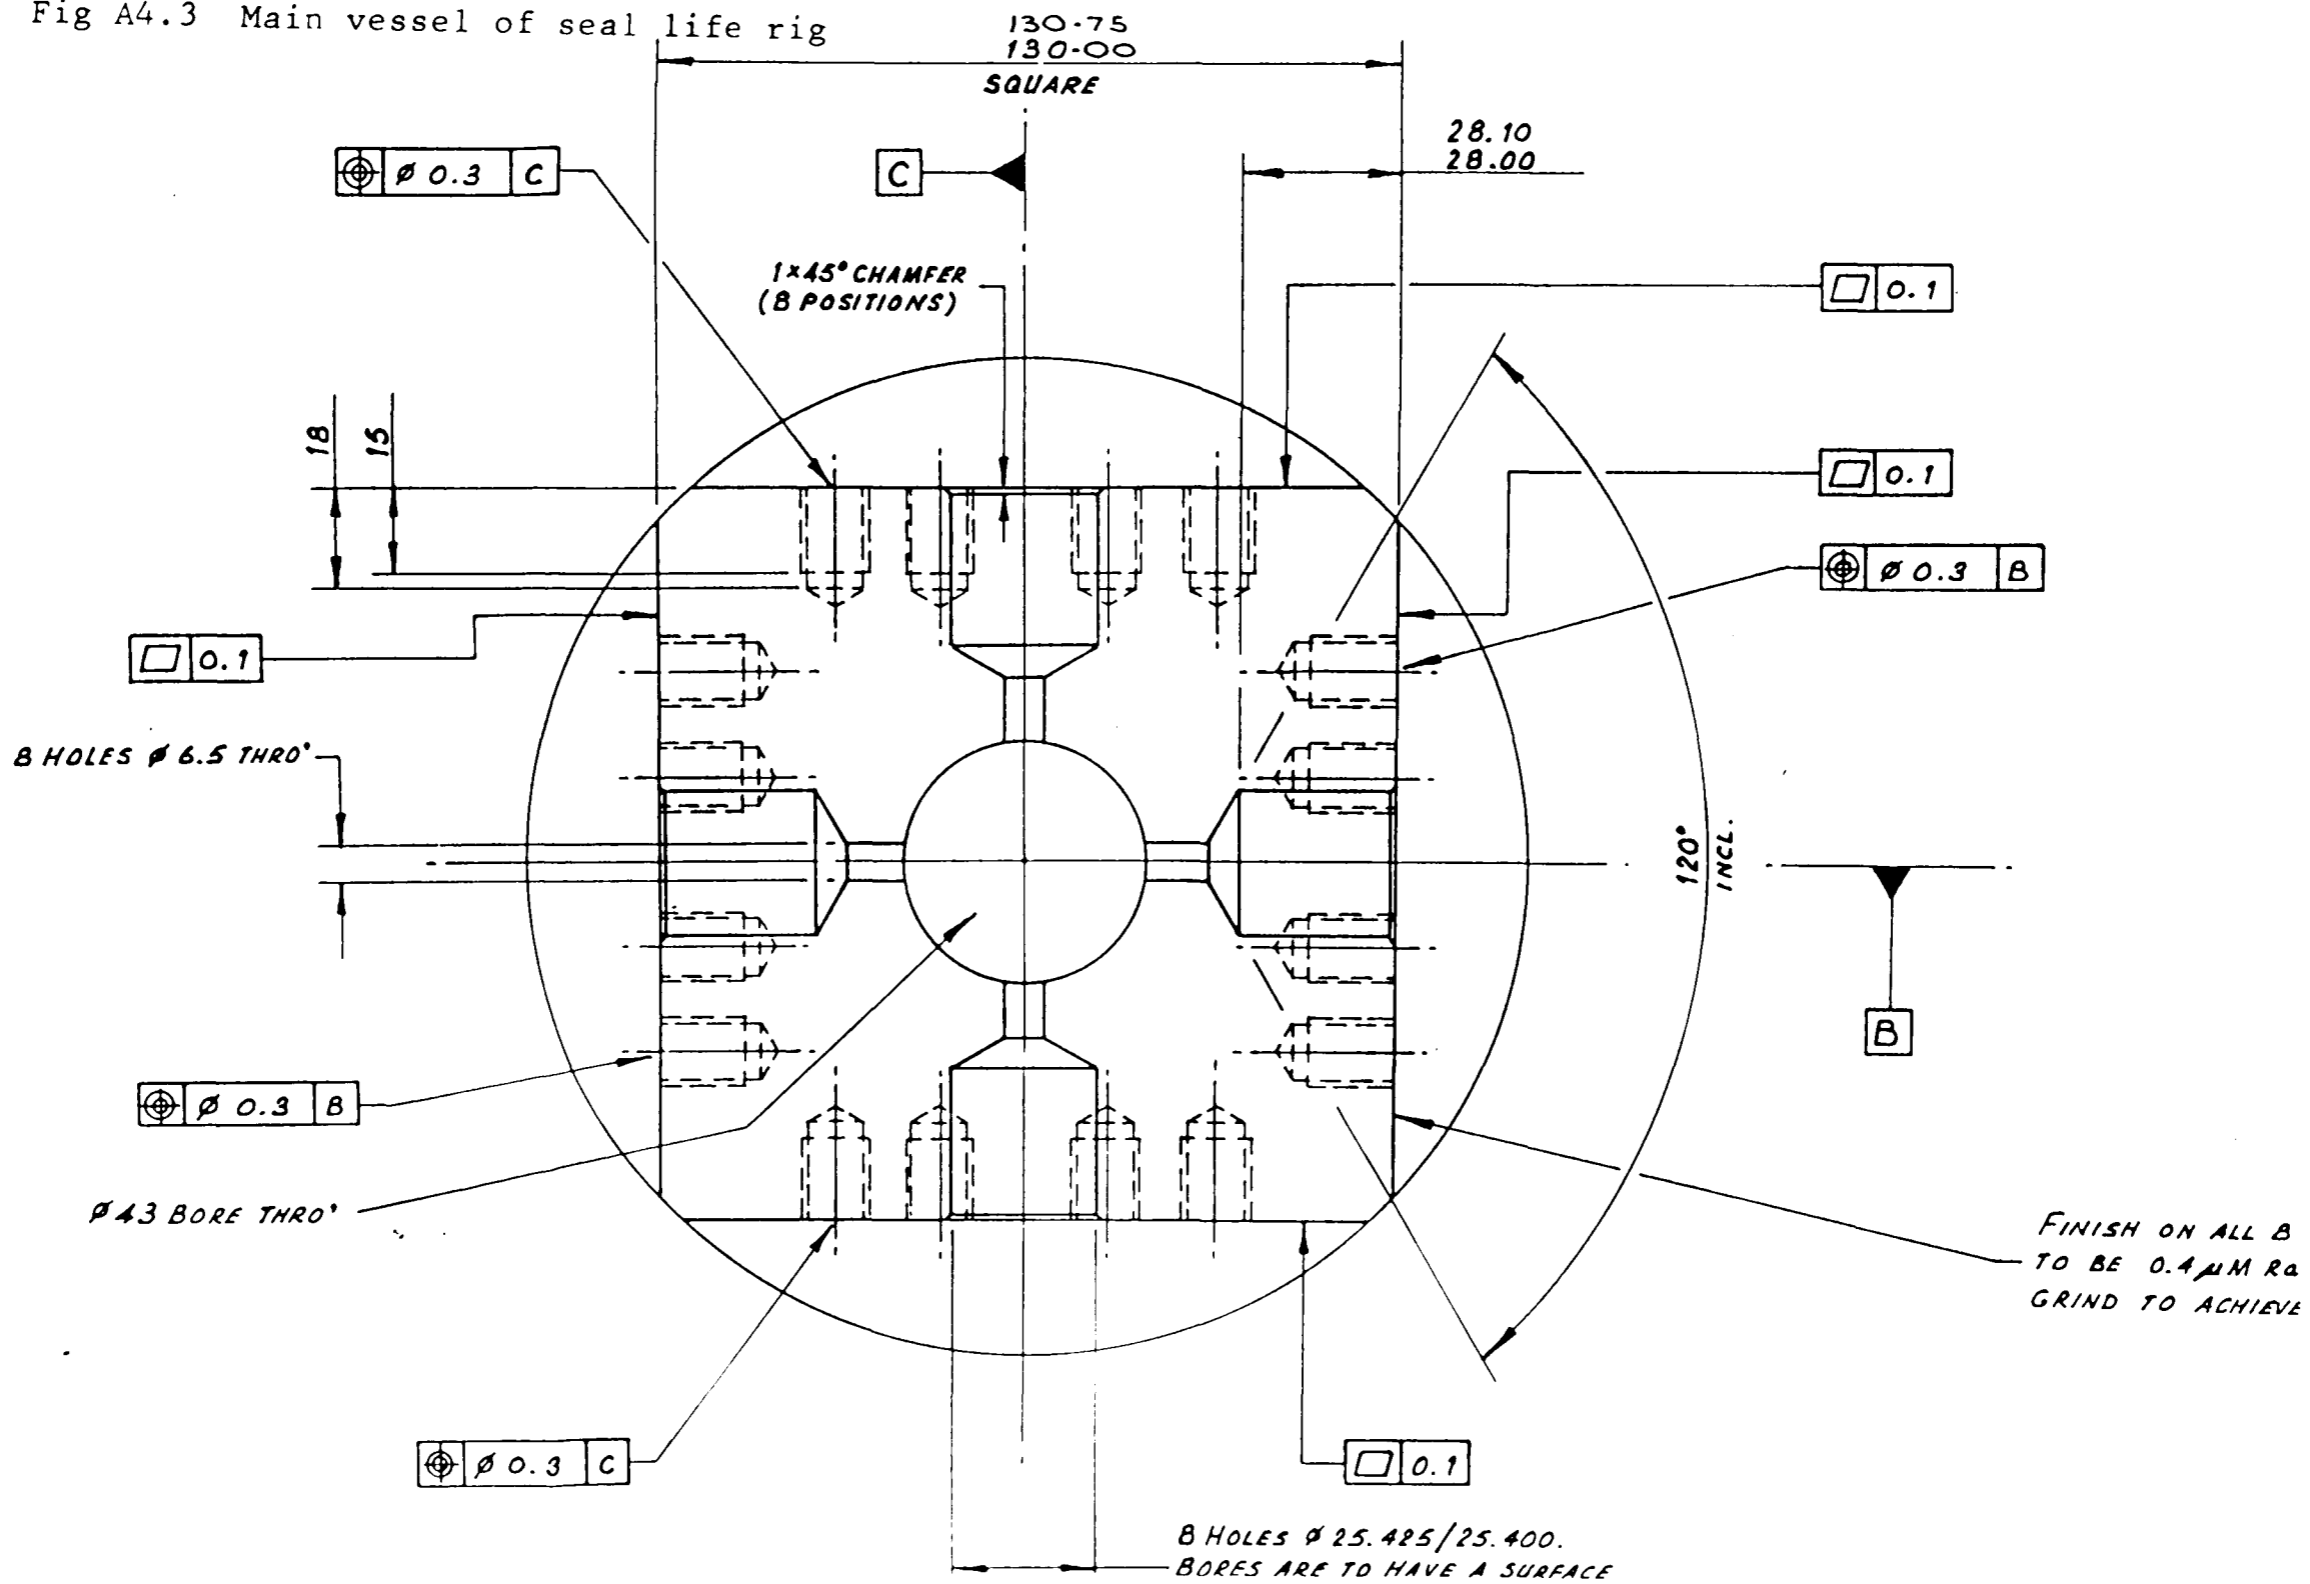 Fig A4.3 Main vessel of seal life rig
130·75
130·00
SQUARE
28.10
28.00
⌖ ø 0.3 C
C
1×45° CHAMFER
(8 POSITIONS)
⏥ 0.1
18
15
⏥ 0.1
⌖ ø 0.3 B
⏥ 0.1
8 HOLES ø 6.5 THRO'
120°
INCL.
B
⌖ ø 0.3 B
ø 43 BORE THRO'
FINISH ON ALL 8
TO BE 0.4 µM Ra
GRIND TO ACHIEVE
⌖ ø 0.3 C
⏥ 0.1
8 HOLES ø 25.425/25.400.
BORES ARE TO HAVE A SURFACE